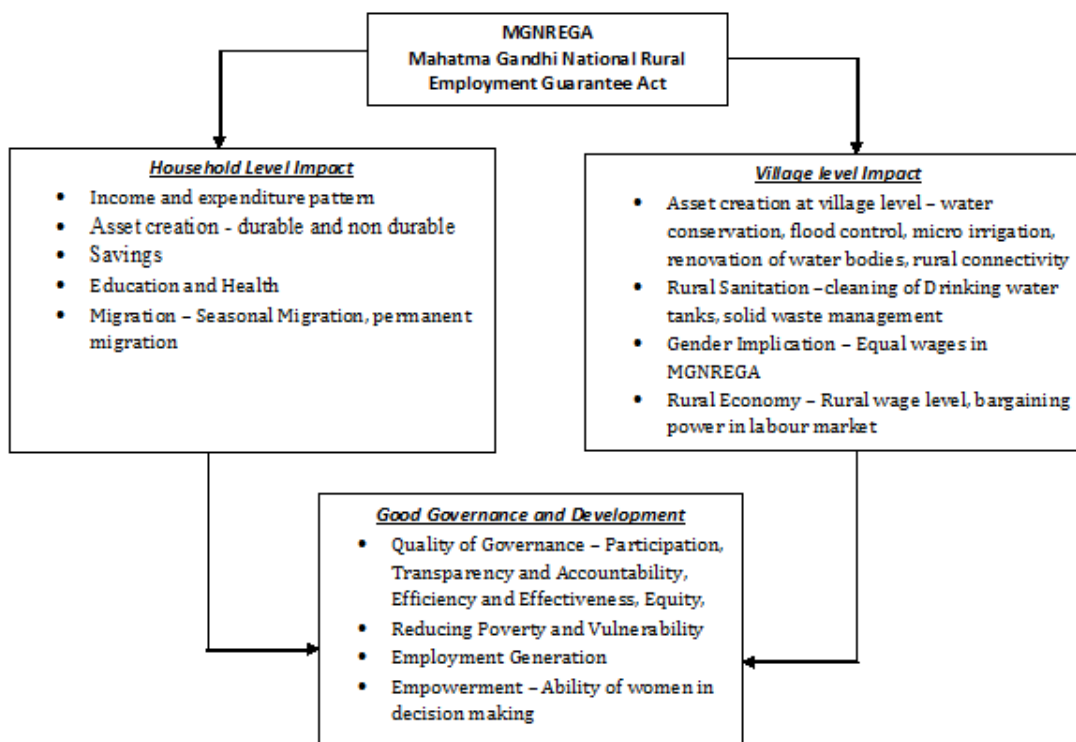 MGNREGA
Mahatma Gandhi National Rural
Employment Guarantee Act
Household Level Impact
• Income and expenditure pattern
• Asset creation - durable and non durable
• Savings
• Education and Health
• Migration – Seasonal Migration, permanent
migration
Village level Impact
• Asset creation at village level – water
conservation, flood control, micro irrigation,
renovation of water bodies, rural connectivity
• Rural Sanitation –cleaning of Drinking water
tanks, solid waste management
• Gender Implication – Equal wages in
MGNREGA
• Rural Economy – Rural wage level, bargaining
power in labour market
Good Governance and Development
• Quality of Governance – Participation,
Transparency and Accountability,
Efficiency and Effectiveness, Equity,
• Reducing Poverty and Vulnerability
• Employment Generation
• Empowerment – Ability of women in
decision making